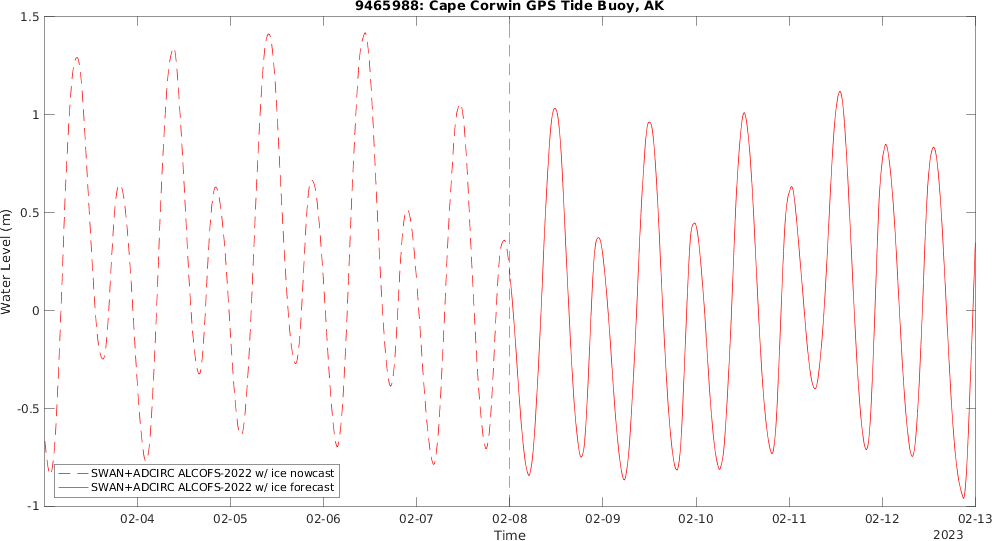 9465988: Cape Corwin GPS Tide Buoy, AK
1.5
1
0.5
0
-0.5
-1
Water Level (m)
SWAN+ADCIRC ALCOFS-2022 w/ ice nowcast
SWAN+ADCIRC ALCOFS-2022 w/ ice forecast
02-04 02-05 02-06 02-07 02-08 02-09 02-10 02-11 02-12 02-13
Time
2023